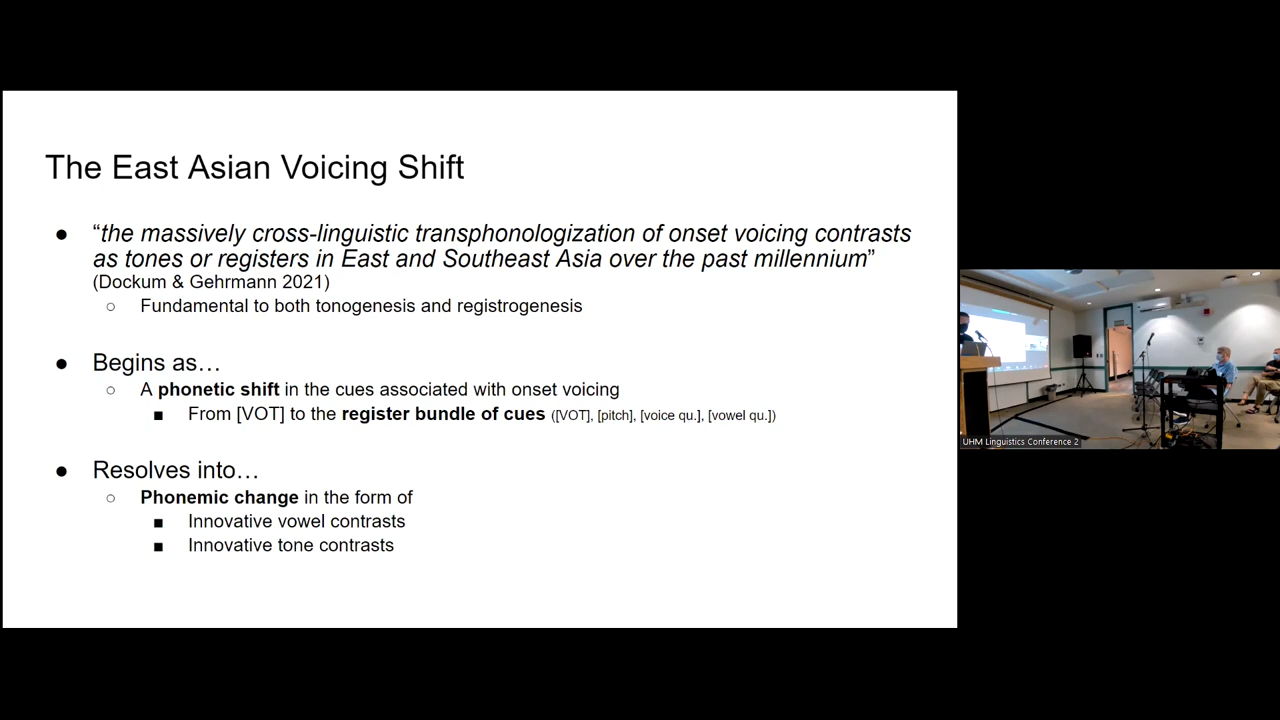 The East Asian Voicing Shift
● “the massively cross-linguistic transphonologization of onset voicing contrasts
as tones or registers in East and Southeast Asia over the past millennium”
(Dockum & Gehrmann 2021)
○ Fundamental to both tonogenesis and registrogenesis
● Begins as…
○ A phonetic shift in the cues associated with onset voicing
■ From [VOT] to the register bundle of cues ([VOT], [pitch], [voice qu.], [vowel qu.])
● Resolves into…
○ Phonemic change in the form of
■ Innovative vowel contrasts
■ Innovative tone contrasts
UHM Linguistics Conference 2